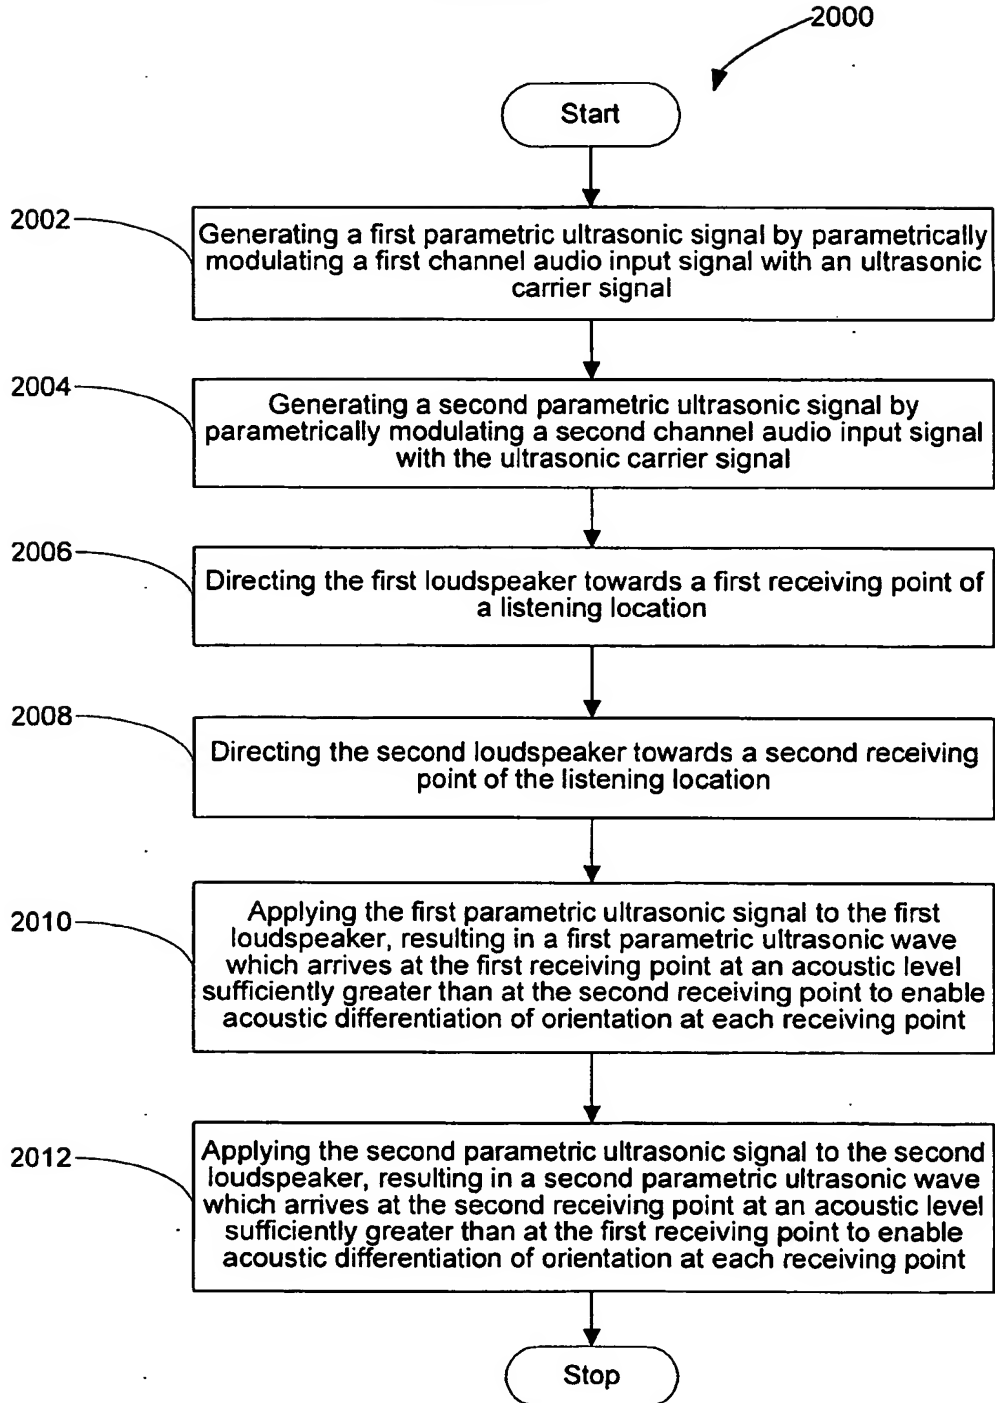 2000
Start
2002
Generating a first parametric ultrasonic signal by parametrically
modulating a first channel audio input signal with an ultrasonic
carrier signal
2004
Generating a second parametric ultrasonic signal by
parametrically modulating a second channel audio input signal
with the ultrasonic carrier signal
2006
Directing the first loudspeaker towards a first receiving point of
a listening location
2008
Directing the second loudspeaker towards a second receiving
point of the listening location
2010
Applying the first parametric ultrasonic signal to the first
loudspeaker, resulting in a first parametric ultrasonic wave
which arrives at the first receiving point at an acoustic level
sufficiently greater than at the second receiving point to enable
acoustic differentiation of orientation at each receiving point
2012
Applying the second parametric ultrasonic signal to the second
loudspeaker, resulting in a second parametric ultrasonic wave
which arrives at the second receiving point at an acoustic level
sufficiently greater than at the first receiving point to enable
acoustic differentiation of orientation at each receiving point
Stop